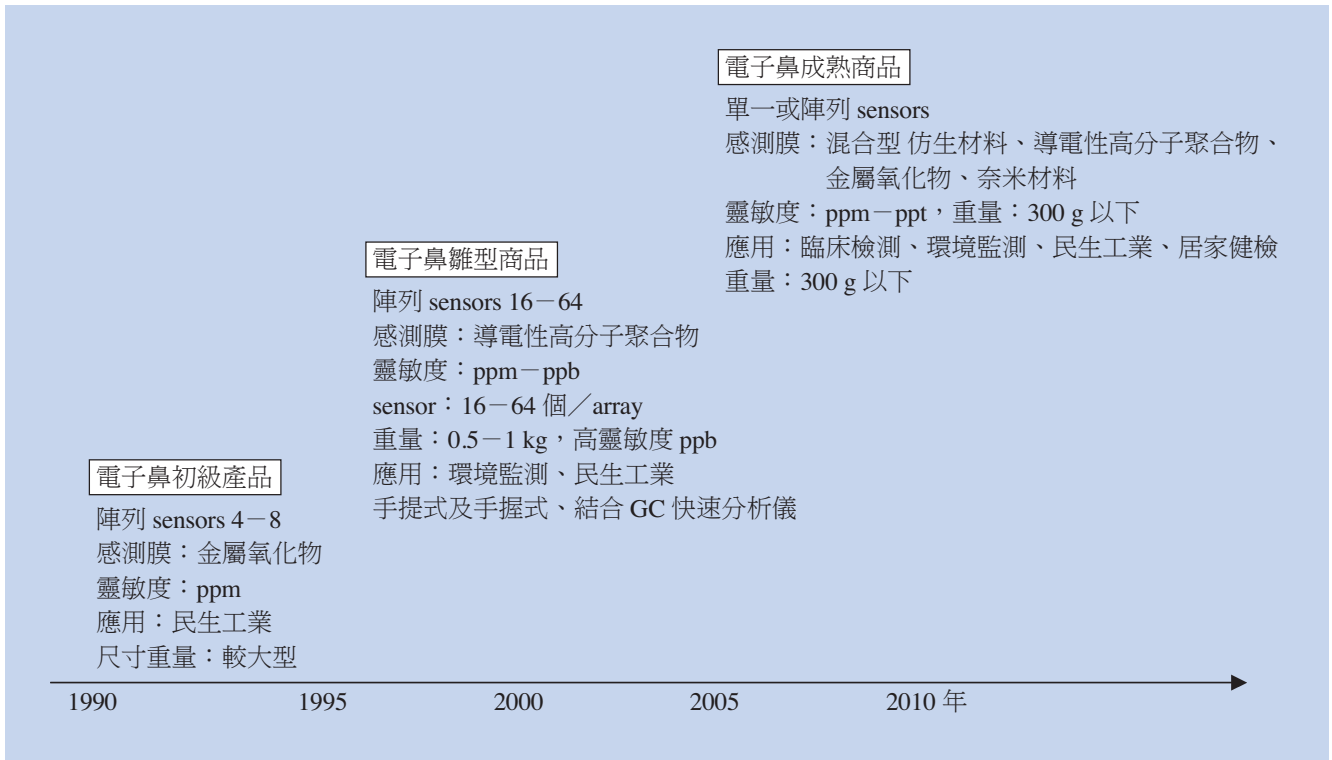 電子鼻成熟商品
單一或陣列 sensors
感測膜：混合型 仿生材料、導電性高分子聚合物、
金屬氧化物、奈米材料
靈敏度：ppm－ppt，重量：300 g 以下
應用：臨床檢測、環境監測、民生工業、居家健檢
重量：300 g 以下
電子鼻雛型商品
陣列 sensors 16－64
感測膜：導電性高分子聚合物
靈敏度：ppm－ppb
sensor：16－64 個／array
重量：0.5－1 kg，高靈敏度 ppb
應用：環境監測、民生工業
手提式及手握式、結合 GC 快速分析儀
電子鼻初級產品
陣列 sensors 4－8
感測膜：金屬氧化物
靈敏度：ppm
應用：民生工業
尺寸重量：較大型
1990 1995 2000 2005 2010 年